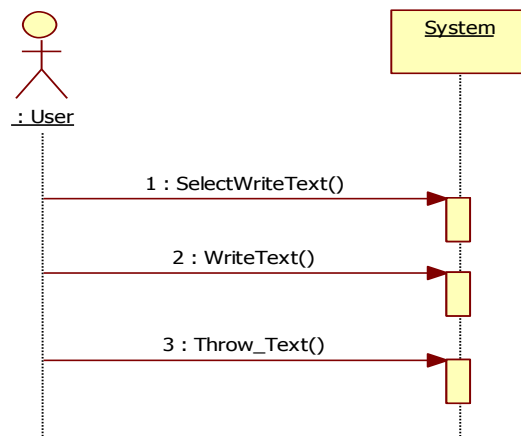 System
: User
1 : SelectWriteText()
2 : WriteText()
3 : Throw_Text()